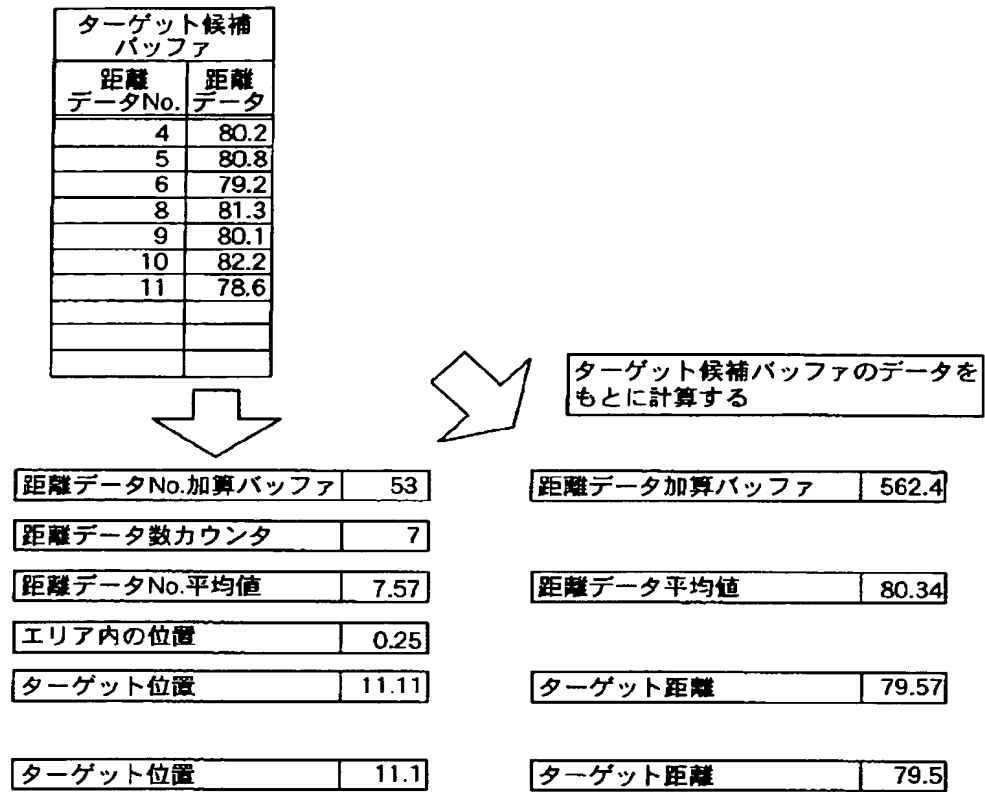 ターゲット候補
バッファ
距離
データNo.
距離
データ
4 80.2
5 80.8
6 79.2
8 81.3
9 80.1
10 82.2
11 78.6
ターゲット候補バッファのデータを
もとに計算する
距離データNo.加算バッファ 53
距離データ加算バッファ 562.4
距離データ数カウンタ 7
距離データNo.平均値 7.57
距離データ平均値 80.34
エリア内の位置 0.25
ターゲット位置 11.11
ターゲット距離 79.57
ターゲット位置 11.1
ターゲット距離 79.5